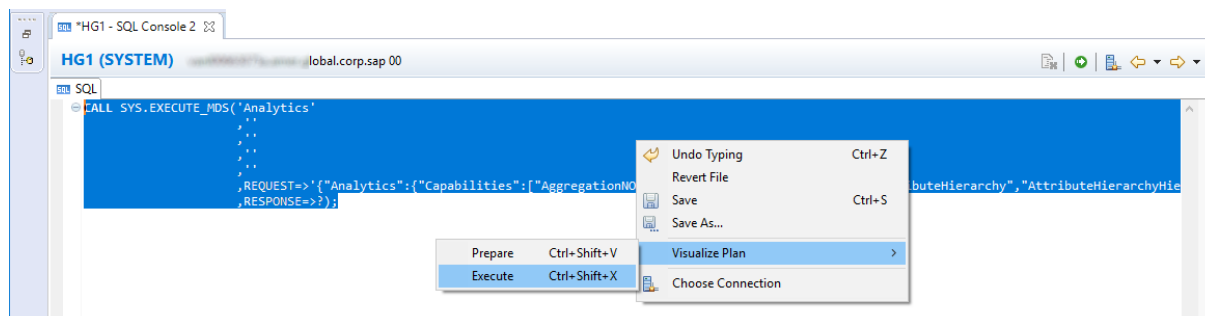 *HG1 - SQL Console 2
HG1 (SYSTEM) lobal.corp.sap 00
SQL
CALL SYS.EXECUTE_MDS('Analytics'
,''
,''
,''
,''
,REQUEST=>'{"Analytics":{"Capabilities":["AggregationNO
ibuteHierarchy","AttributeHierarchyHie
,RESPONSE=>?);
Undo Typing Ctrl+Z
Revert File
Save Ctrl+S
Save As...
Visualize Plan >
Prepare Ctrl+Shift+V
Execute Ctrl+Shift+X
Choose Connection